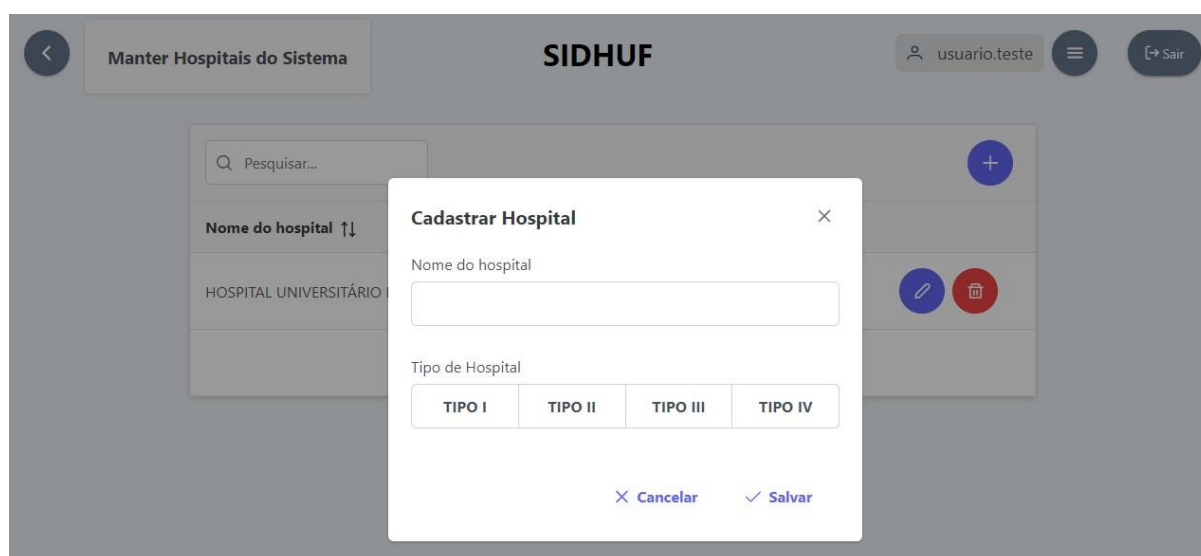 Manter Hospitais do Sistema
SIDHUF
usuario.teste
Sair
Pesquisar...
Nome do hospital
HOSPITAL UNIVERSITÁRIO
Cadastrar Hospital
Nome do hospital
Tipo de Hospital
TIPO I
TIPO II
TIPO III
TIPO IV
Cancelar
Salvar